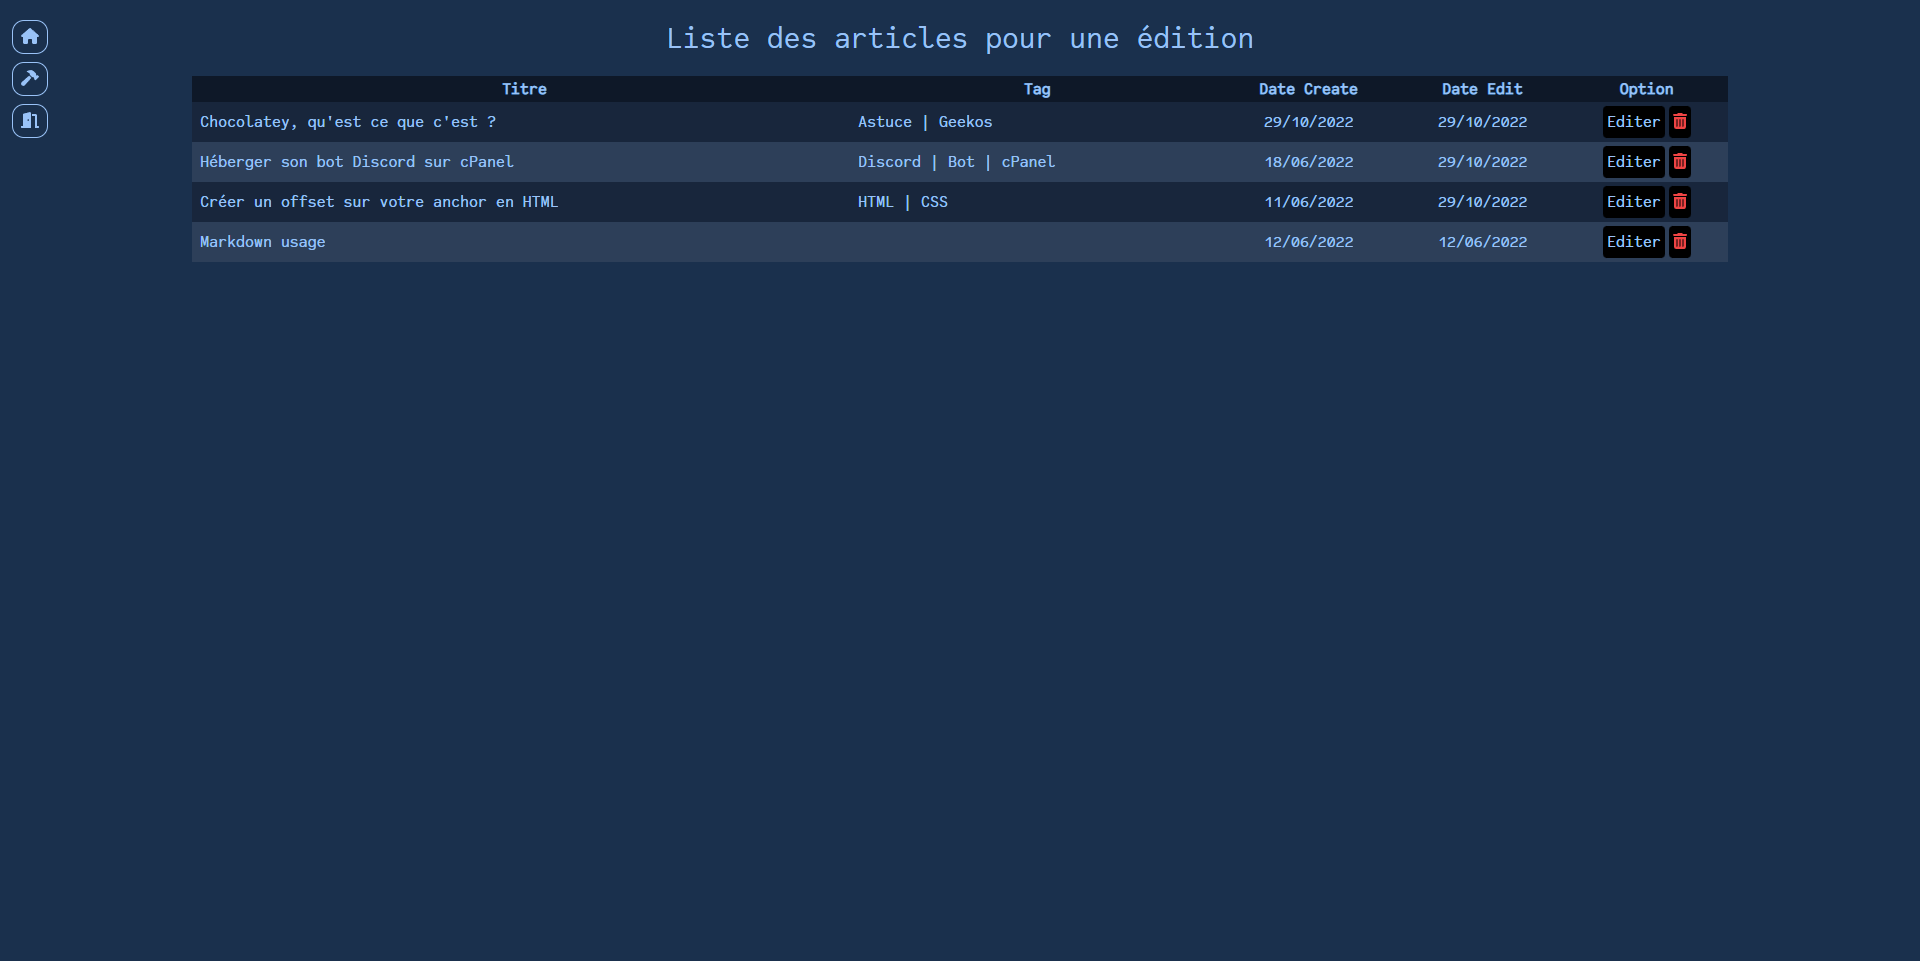 Liste des articles pour une édition
Titre Tag Date Create Date Edit Option
Chocolatey, qu'est ce que c'est ? Astuce | Geekos 29/10/2022 29/10/2022 Editer
Héberger son bot Discord sur cPanel Discord | Bot | cPanel 18/06/2022 29/10/2022 Editer
Créer un offset sur votre anchor en HTML HTML | CSS 11/06/2022 29/10/2022 Editer
Markdown usage 12/06/2022 12/06/2022 Editer